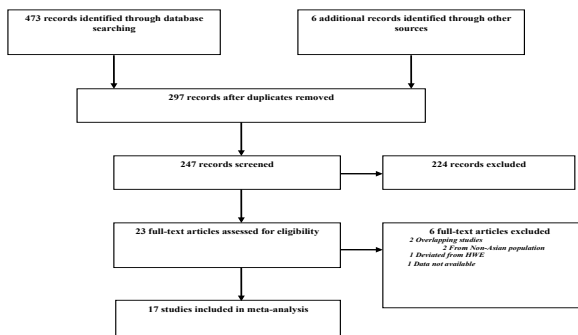 473 records identified through database
searching
6 additional records identified through other
sources
297 records after duplicates removed
247 records screened
224 records excluded
23 full-text articles assessed for eligibility
6 full-text articles excluded
2 Overlapping studies
2 From Non-Asian population
1 Deviated from HWE
1 Data not available
17 studies included in meta-analysis